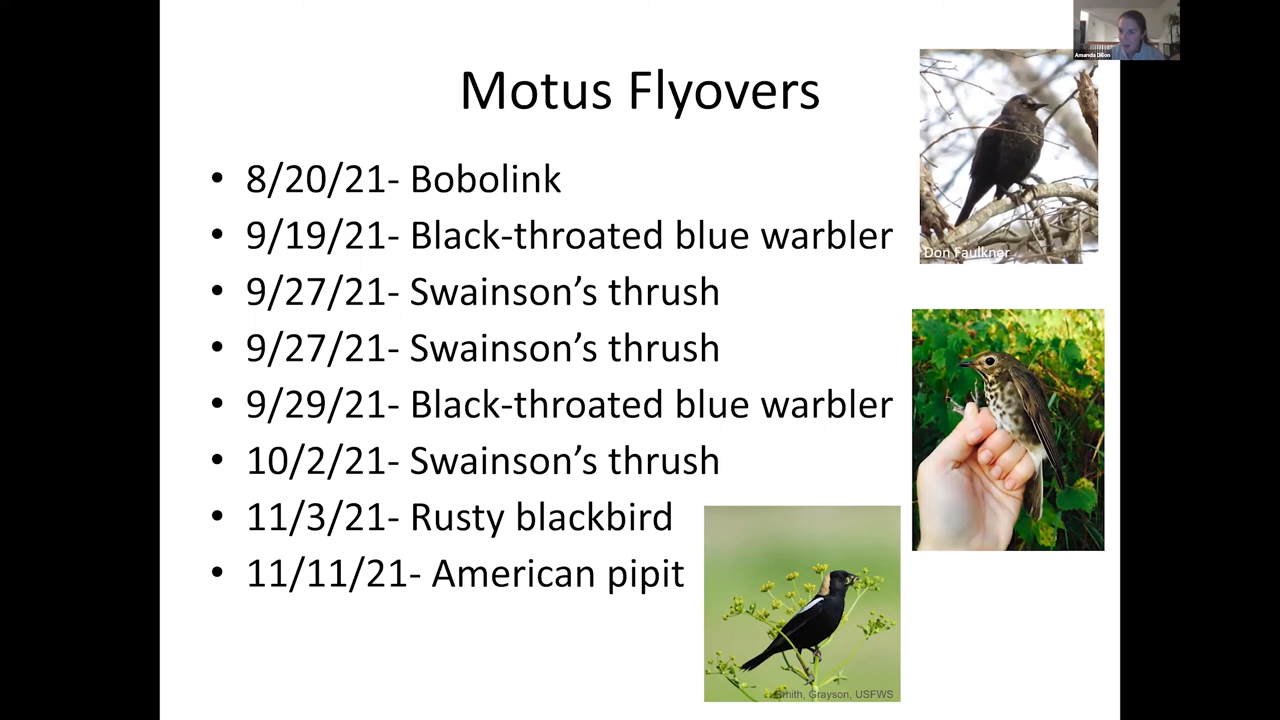 Amanda Dillon
Motus Flyovers
• 8/20/21- Bobolink
• 9/19/21- Black-throated blue warbler
• 9/27/21- Swainson’s thrush
• 9/27/21- Swainson’s thrush
• 9/29/21- Black-throated blue warbler
• 10/2/21- Swainson’s thrush
• 11/3/21- Rusty blackbird
• 11/11/21- American pipit
Don Faulkner
Smith, Grayson, USFWS